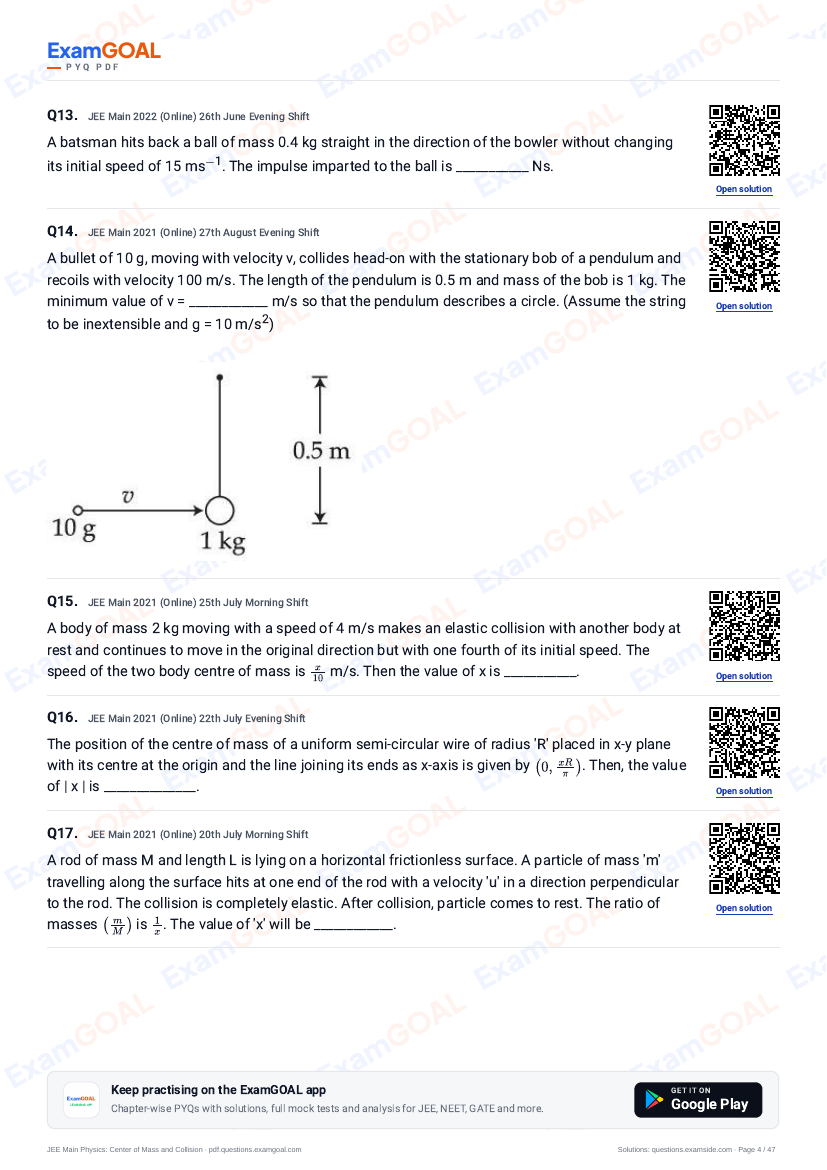 ExamGOAL
PYQ PDF
Q13. JEE Main 2022 (Online) 26th June Evening Shift
A batsman hits back a ball of mass 0.4 kg straight in the direction of the bowler without changing
its initial speed of 15 ms⁻¹. The impulse imparted to the ball is ___________ Ns.
Open solution
Q14. JEE Main 2021 (Online) 27th August Evening Shift
A bullet of 10 g, moving with velocity v, collides head-on with the stationary bob of a pendulum and
recoils with velocity 100 m/s. The length of the pendulum is 0.5 m and mass of the bob is 1 kg. The
minimum value of v = ____________ m/s so that the pendulum describes a circle. (Assume the string
to be inextensible and g = 10 m/s²)
Open solution
0.5 m
v
10 g
1 kg
Q15. JEE Main 2021 (Online) 25th July Morning Shift
A body of mass 2 kg moving with a speed of 4 m/s makes an elastic collision with another body at
rest and continues to move in the original direction but with one fourth of its initial speed. The
speed of the two body centre of mass is x/10 m/s. Then the value of x is ___________.
Open solution
Q16. JEE Main 2021 (Online) 22th July Evening Shift
The position of the centre of mass of a uniform semi-circular wire of radius 'R' placed in x-y plane
with its centre at the origin and the line joining its ends as x-axis is given by (0, xR/π). Then, the value
of | x | is ______________.
Open solution
Q17. JEE Main 2021 (Online) 20th July Morning Shift
A rod of mass M and length L is lying on a horizontal frictionless surface. A particle of mass 'm'
travelling along the surface hits at one end of the rod with a velocity 'u' in a direction perpendicular
to the rod. The collision is completely elastic. After collision, particle comes to rest. The ratio of
masses (m/M) is 1/x. The value of 'x' will be ____________.
Open solution
ExamGOAL
Keep practising on the ExamGOAL app
Chapter-wise PYQs with solutions, full mock tests and analysis for JEE, NEET, GATE and more.
GET IT ON
Google Play
JEE Main Physics: Center of Mass and Collision · pdf.questions.examgoal.com
Solutions: questions.examside.com · Page 4 / 47